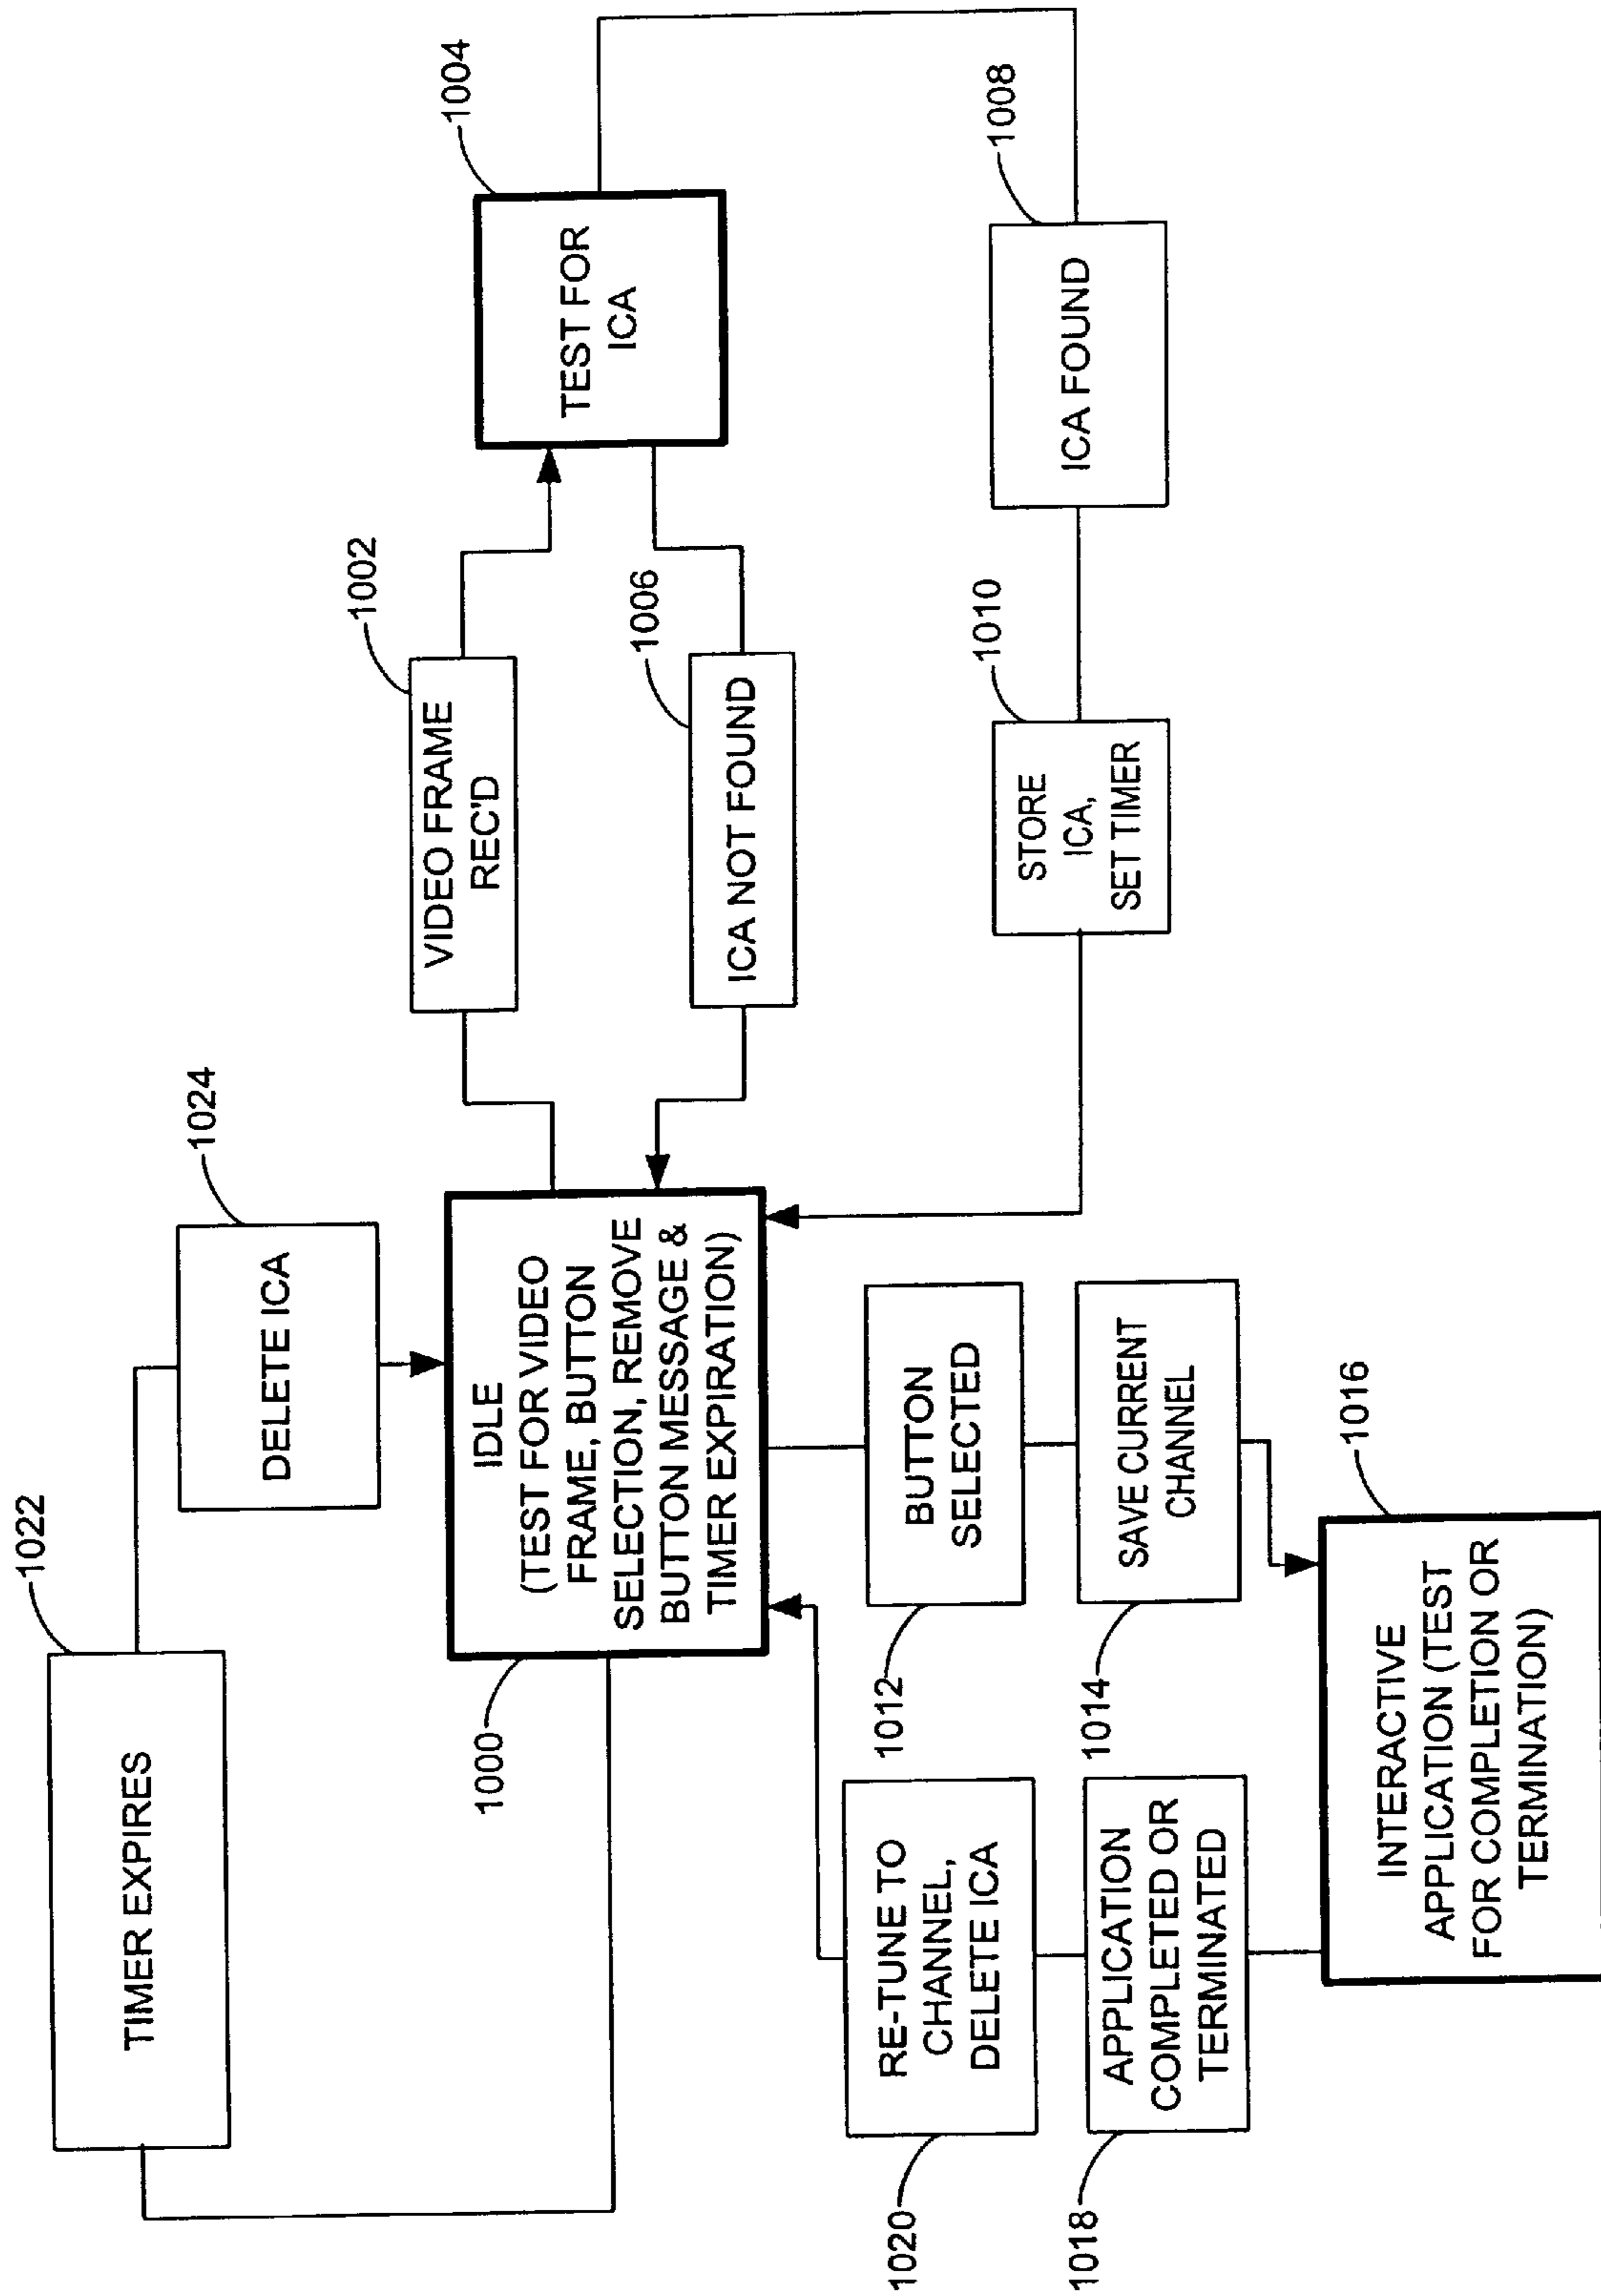 1022
TIMER EXPIRES
1024
DELETE ICA
1000
IDLE
(TEST FOR VIDEO
FRAME, BUTTON
SELECTION, REMOVE
BUTTON MESSAGE &
TIMER EXPIRATION)
1002
VIDEO FRAME
REC'D
1004
TEST FOR
ICA
1006
ICA NOT FOUND
1008
ICA FOUND
1010
STORE
ICA,
SET TIMER
1012
BUTTON
SELECTED
1014
SAVE CURRENT
CHANNEL
1016
INTERACTIVE
APPLICATION (TEST
FOR COMPLETION OR
TERMINATION)
1018
APPLICATION
COMPLETED OR
TERMINATED
1020
RE-TUNE TO
CHANNEL,
DELETE ICA